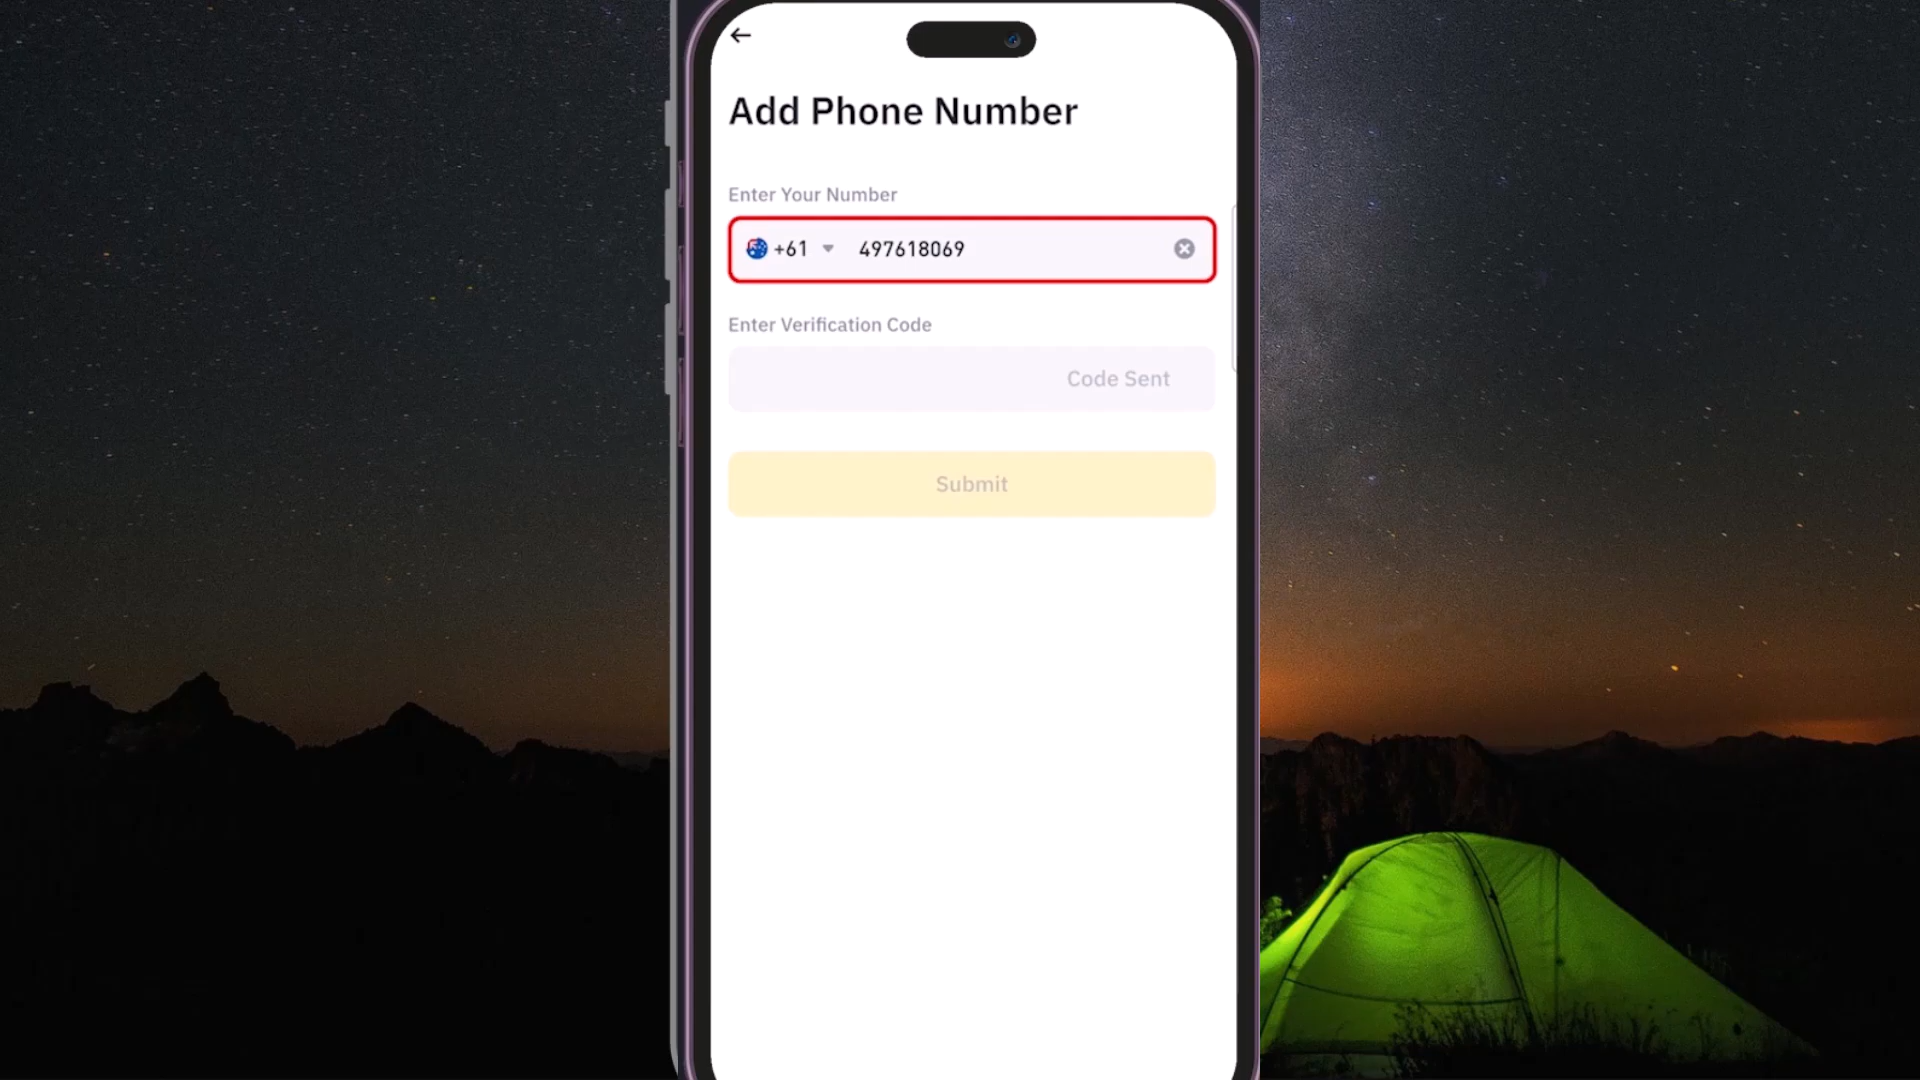 Add Phone Number
Enter Your Number
+61 497618069
Enter Verification Code
Code Sent
Submit